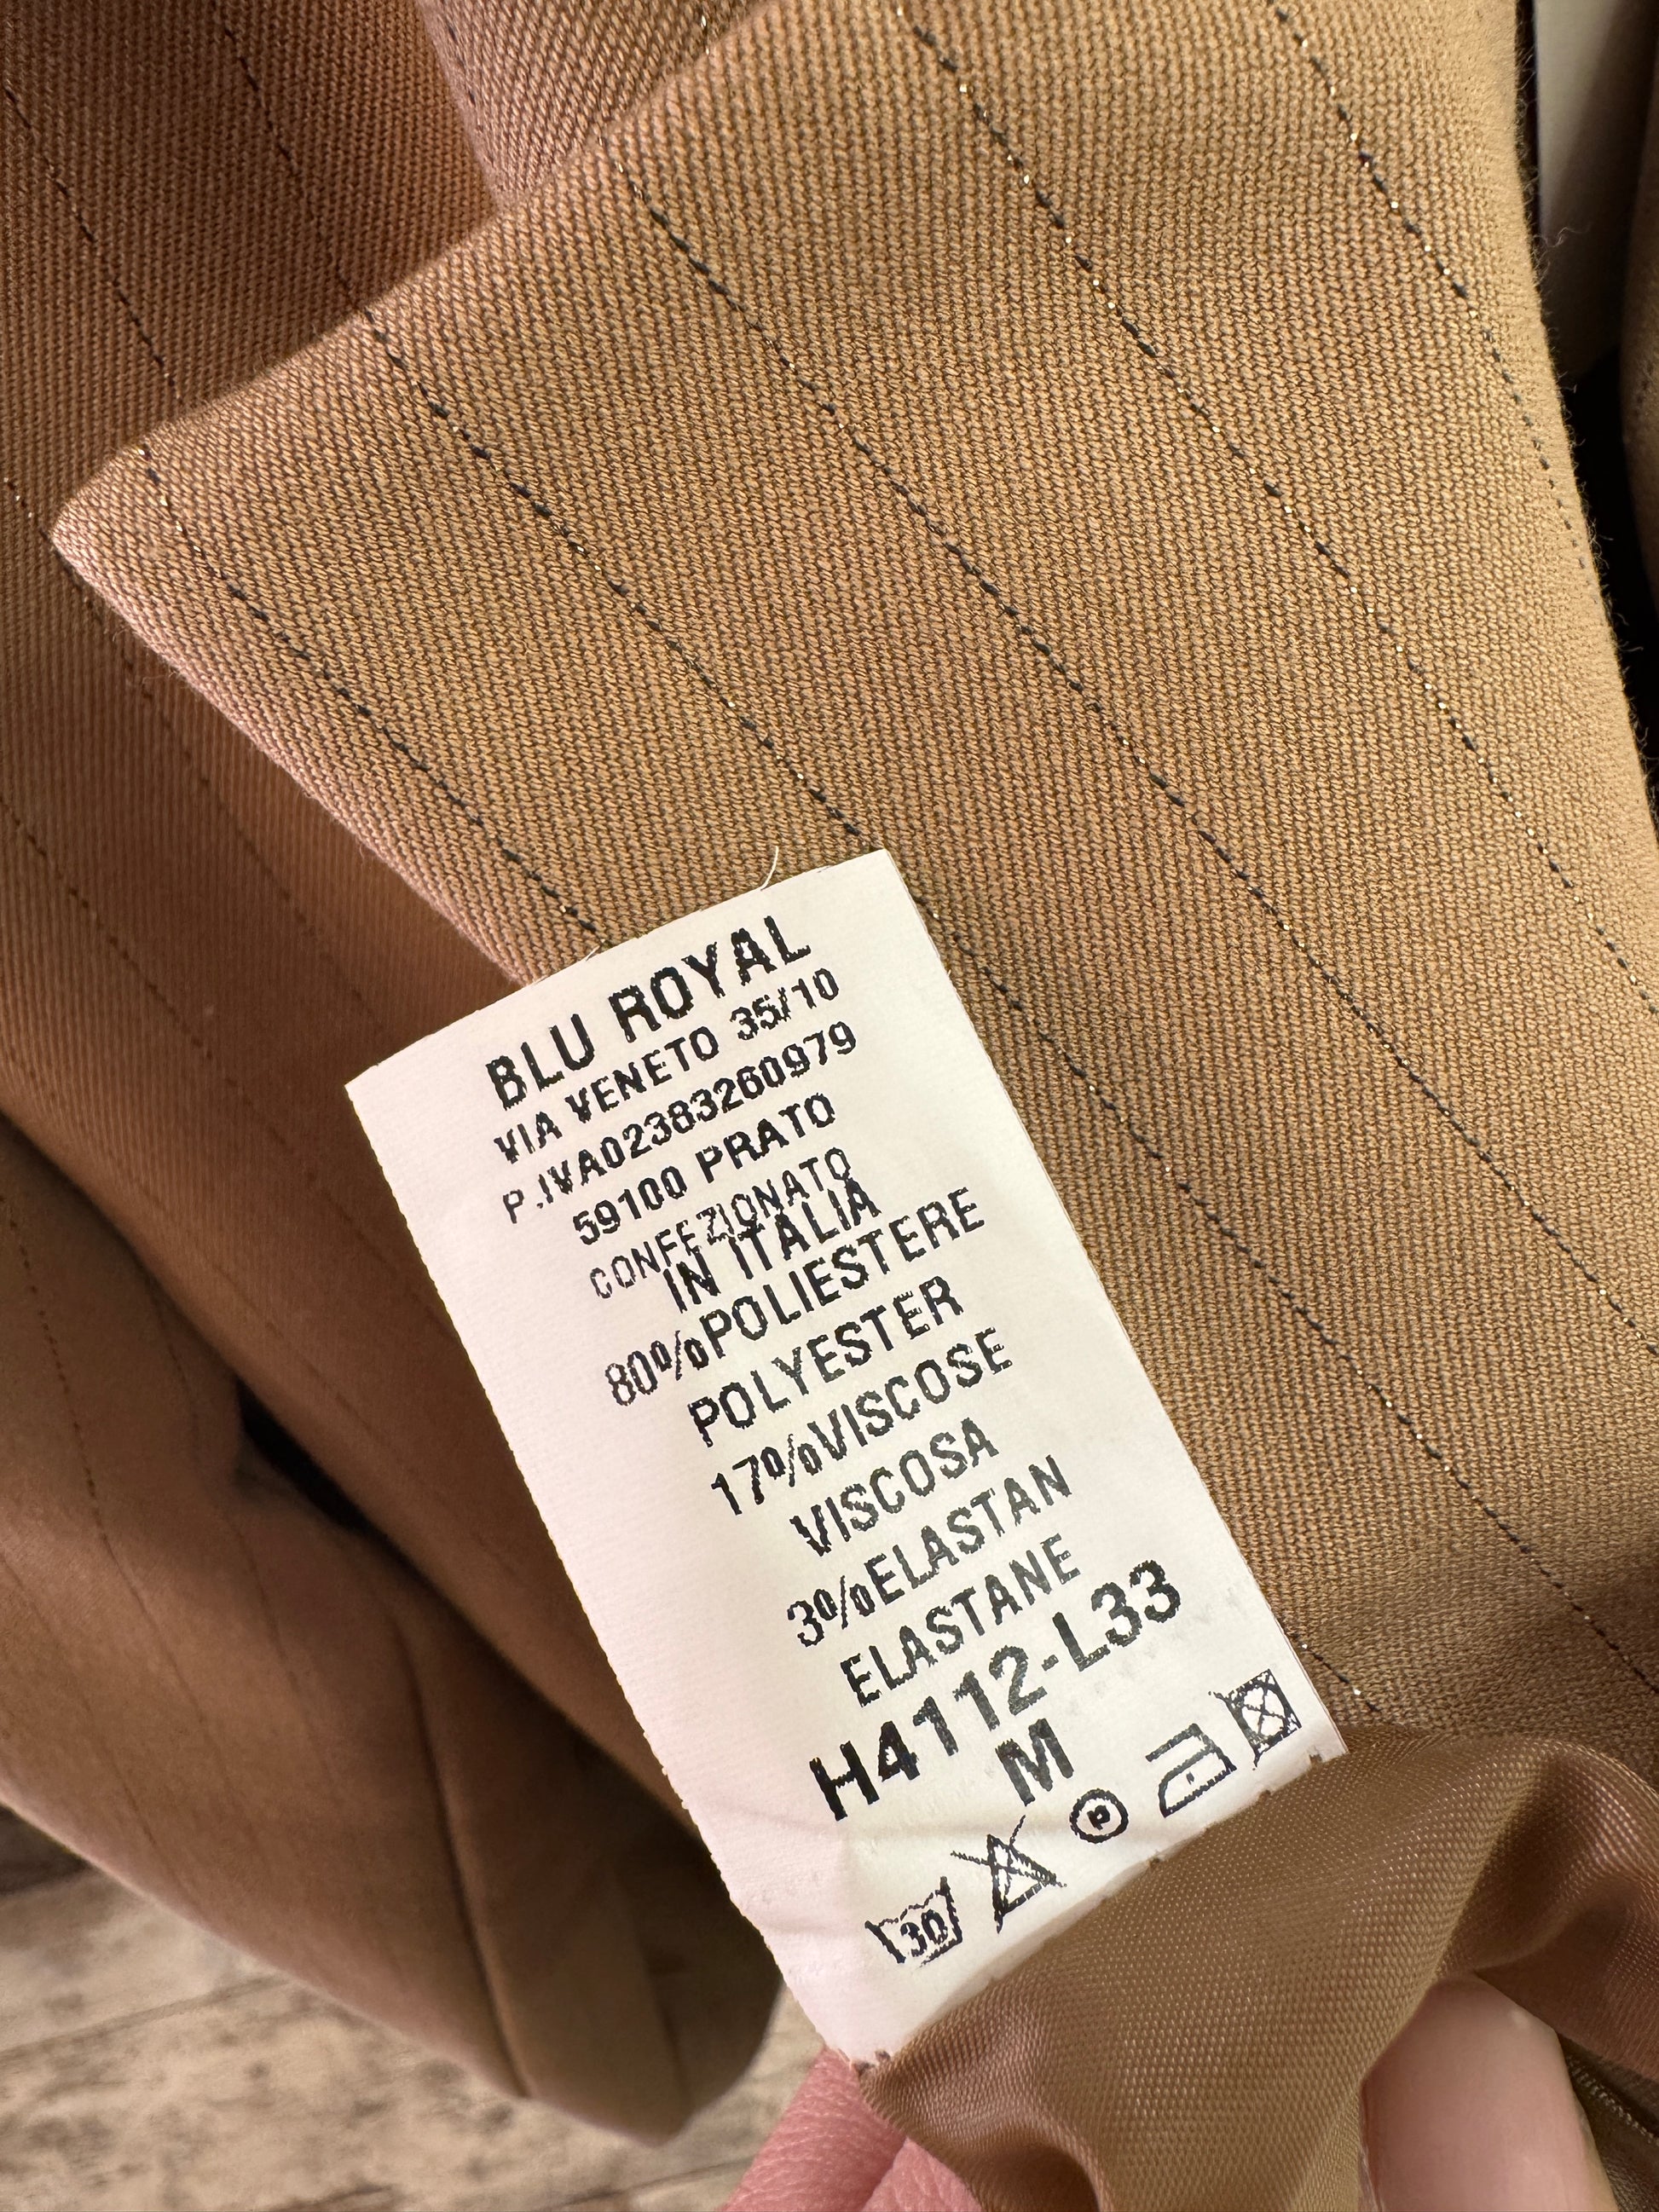 BLU ROYAL
VIA VENETO 35/10
P.IVA02383260979
59100 PRATO
CONFEZIONATO
IN ITALIA
80%POLIESTERE
POLYESTER
17%VISCOSE
VISCOSA
3%ELASTAN
ELASTANE
H4112-L33
M
30 P